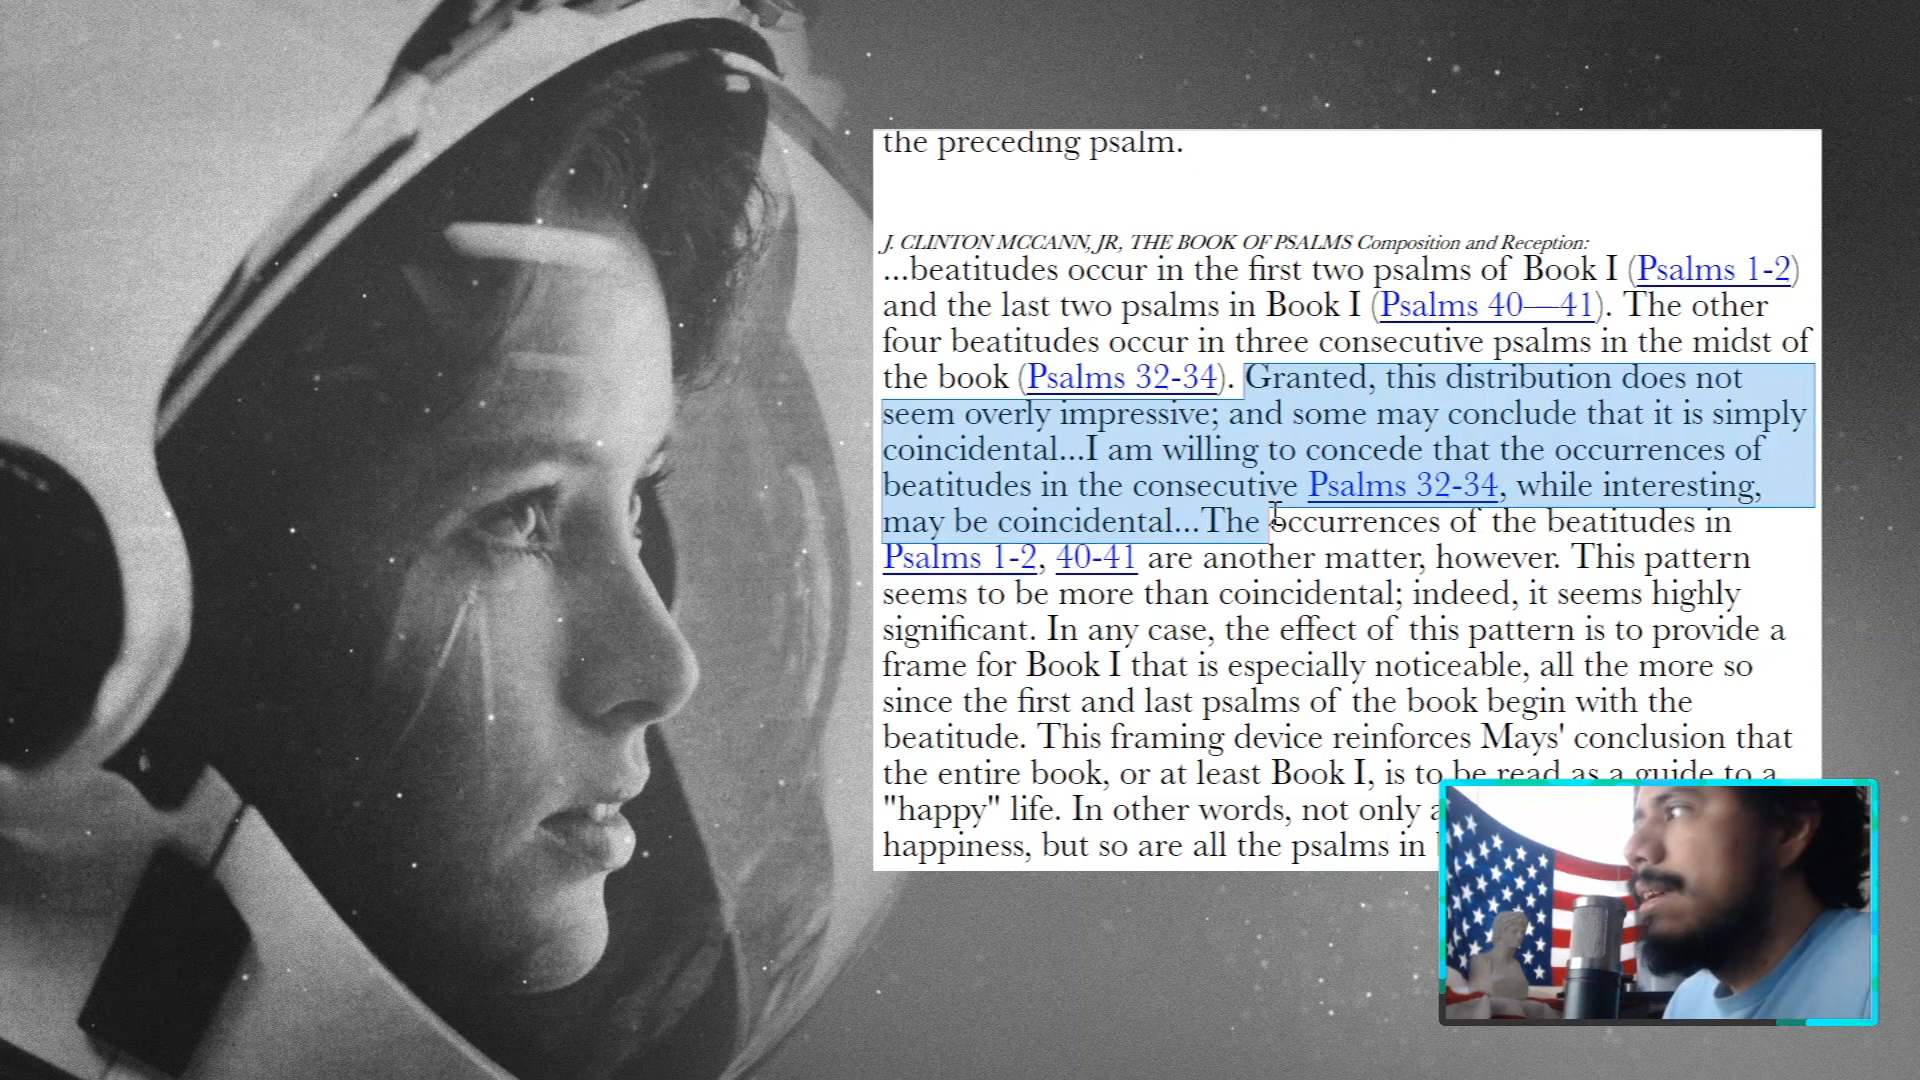 the preceding psalm.
J. CLINTON MCCANN, JR, THE BOOK OF PSALMS Composition and Reception:
...beatitudes occur in the first two psalms of Book I (Psalms 1-2)
and the last two psalms in Book I (Psalms 40—41). The other
four beatitudes occur in three consecutive psalms in the midst of
the book (Psalms 32-34). Granted, this distribution does not
seem overly impressive; and some may conclude that it is simply
coincidental...I am willing to concede that the occurrences of
beatitudes in the consecutive Psalms 32-34, while interesting,
may be coincidental...The occurrences of the beatitudes in
Psalms 1-2, 40-41 are another matter, however. This pattern
seems to be more than coincidental; indeed, it seems highly
significant. In any case, the effect of this pattern is to provide a
frame for Book I that is especially noticeable, all the more so
since the first and last psalms of the book begin with the
beatitude. This framing device reinforces Mays' conclusion that
the entire book, or at least Book I, is to be read as a guide to a
"happy" life. In other words, not only
happiness, but so are all the psalms in